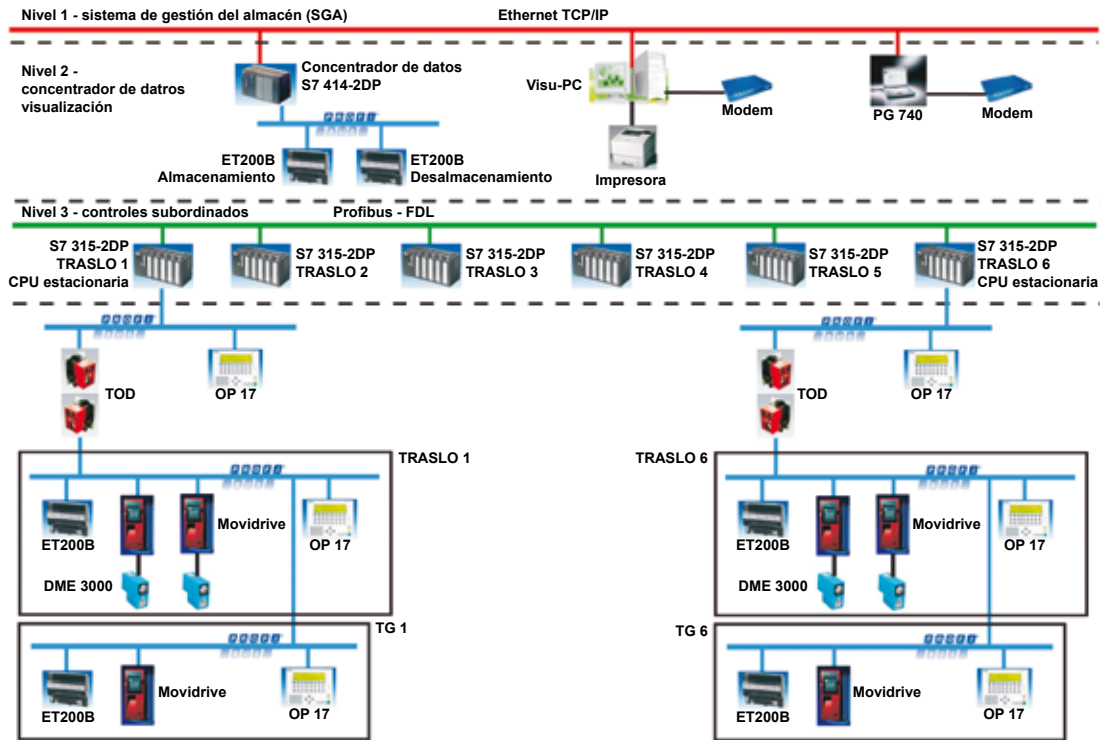 Nivel 1 - sistema de gestión del almacén (SGA)
Ethernet TCP/IP
Nivel 2 -
concentrador de datros
visualización
Concentrador de datos
S7 414-2DP
Visu-PC
Modem
PG 740
Modem
ET200B
Almacenamiento
ET200B
Desalmacenamiento
Impresora
Nivel 3 - controles subordinados
Profibus - FDL
S7 315-2DP
TRASLO 1
CPU estacionaria
S7 315-2DP
TRASLO 2
S7 315-2DP
TRASLO 3
S7 315-2DP
TRASLO 4
S7 315-2DP
TRASLO 5
S7 315-2DP
TRASLO 6
CPU estacionaria
TOD
OP 17
TOD
OP 17
TRASLO 1
ET200B
Movidrive
OP 17
DME 3000
TRASLO 6
ET200B
Movidrive
OP 17
DME 3000
TG 1
ET200B
Movidrive
OP 17
TG 6
ET200B
Movidrive
OP 17